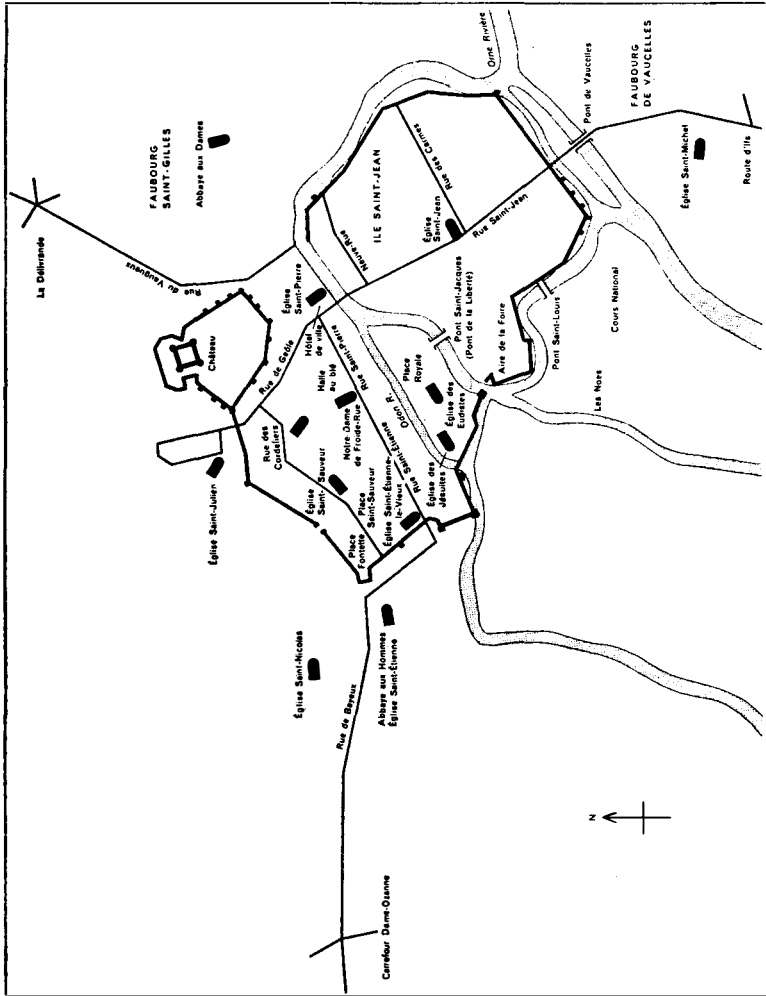 La Délivrande
FAUBOURG
SAINT-GILLES
Abbaye aux Dames
Rue du Vaugueux
Château
Rue de Geôle
Église
Saint-Pierre
Hôtel
de ville
Halle
au blé
Rue Saint-Pierre
Notre-Dame
de Froide-Rue
Rue des
Cordeliers
Église Saint-Julien
Église
Saint-
Sauveur
Place
Saint-Sauveur
Place
Fontette
Église Saint-Étienne-
le-Vieux
Rue Saint-Étienne
Odon R.
Église des
Jésuites
Place
Royale
Église des
Eudistes
Pont Saint-Jacques
(Pont de la Liberté)
Aire de la Foire
Pont Saint-Louis
Cours National
Les Noes
ILE SAINT-JEAN
Neuve-Rue
Rue des Carmes
Église
Saint-Jean
Rue Saint-Jean
Orne Rivière
Pont de Vaucelles
FAUBOURG
DE VAUCELLES
Église Saint-Michel
Route d'Ifs
Église Saint-Nicolas
Abbaye aux Hommes
Église Saint-Étienne
Rue de Bayeux
Carrefour Dame-Ozanne
N